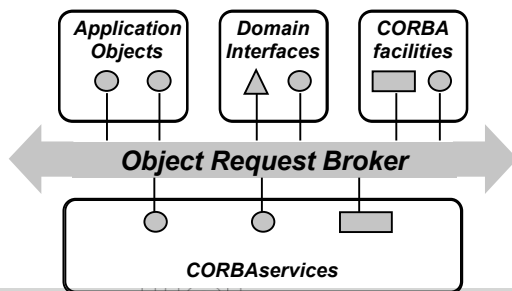 Application
Objects
Domain
Interfaces
CORBA
facilities
Object Request Broker
CORBAservices